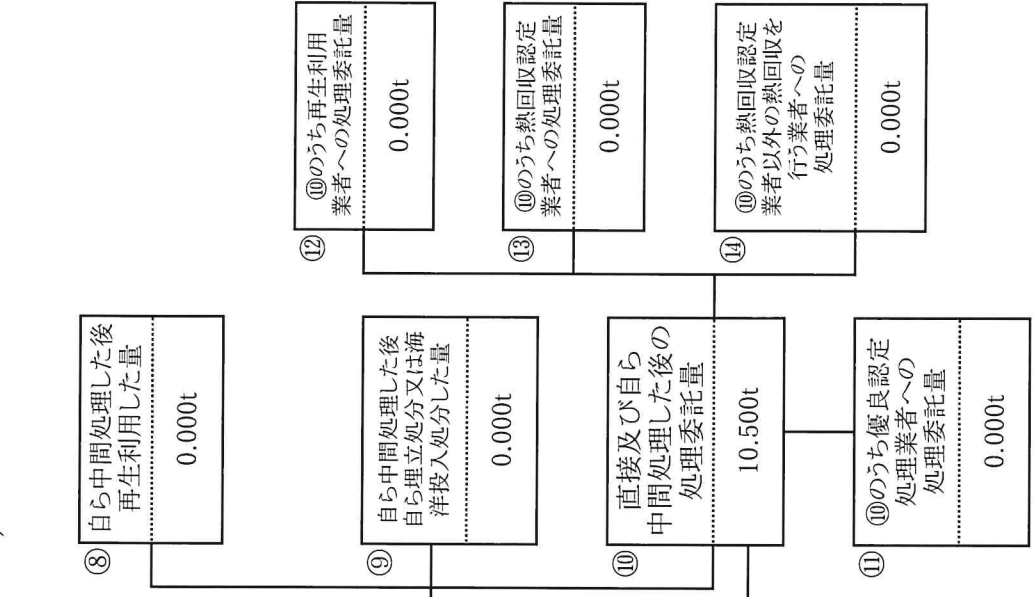 ⑧
自ら中間処理した後
再生利用した量
0.000t
⑨
自ら中間処理した後
自ら埋立処分又は海
洋投入処分した量
0.000t
⑩
直接及び自ら
中間処理した後の
処理委託量
10.500t
⑪
⑩のうち優良認定
処理業者への
処理委託量
0.000t
⑫
⑩のうち再生利用
業者への処理委託量
0.000t
⑬
⑩のうち熱回収認定
業者への処理委託量
0.000t
⑭
⑩のうち熱回収認定
業者以外の熱回収を
行う業者への
処理委託量
0.000t